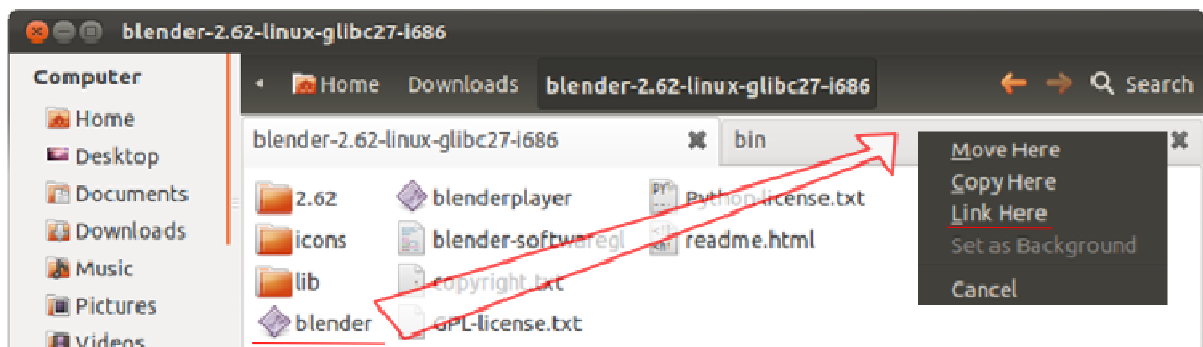 blender-2.62-linux-glibc27-i686
Computer
Home
Desktop
Documents
Downloads
Music
Pictures
Videos
Home Downloads blender-2.62-linux-glibc27-i686 Search
blender-2.62-linux-glibc27-i686 bin
2.62 blenderplayer Python-license.txt
icons blender-softwaregl readme.html
lib copyright.txt
blender GPL-license.txt
Move Here
Copy Here
Link Here
Set as Background
Cancel